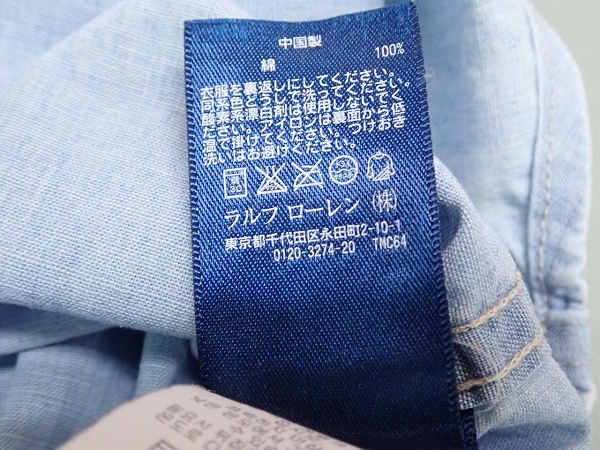 中国製
綿 100%
衣服を裏返しにしてください。
同系色どうしで洗ってください。
酸素系漂白剤は使用しないでく
ださい。アイロンは裏面から低
温で掛けてください。つけおき
洗いはお避けください。
ラルフ ローレン (株)
東京都千代田区永田町2-10-1
0120-3274-20 TMC64